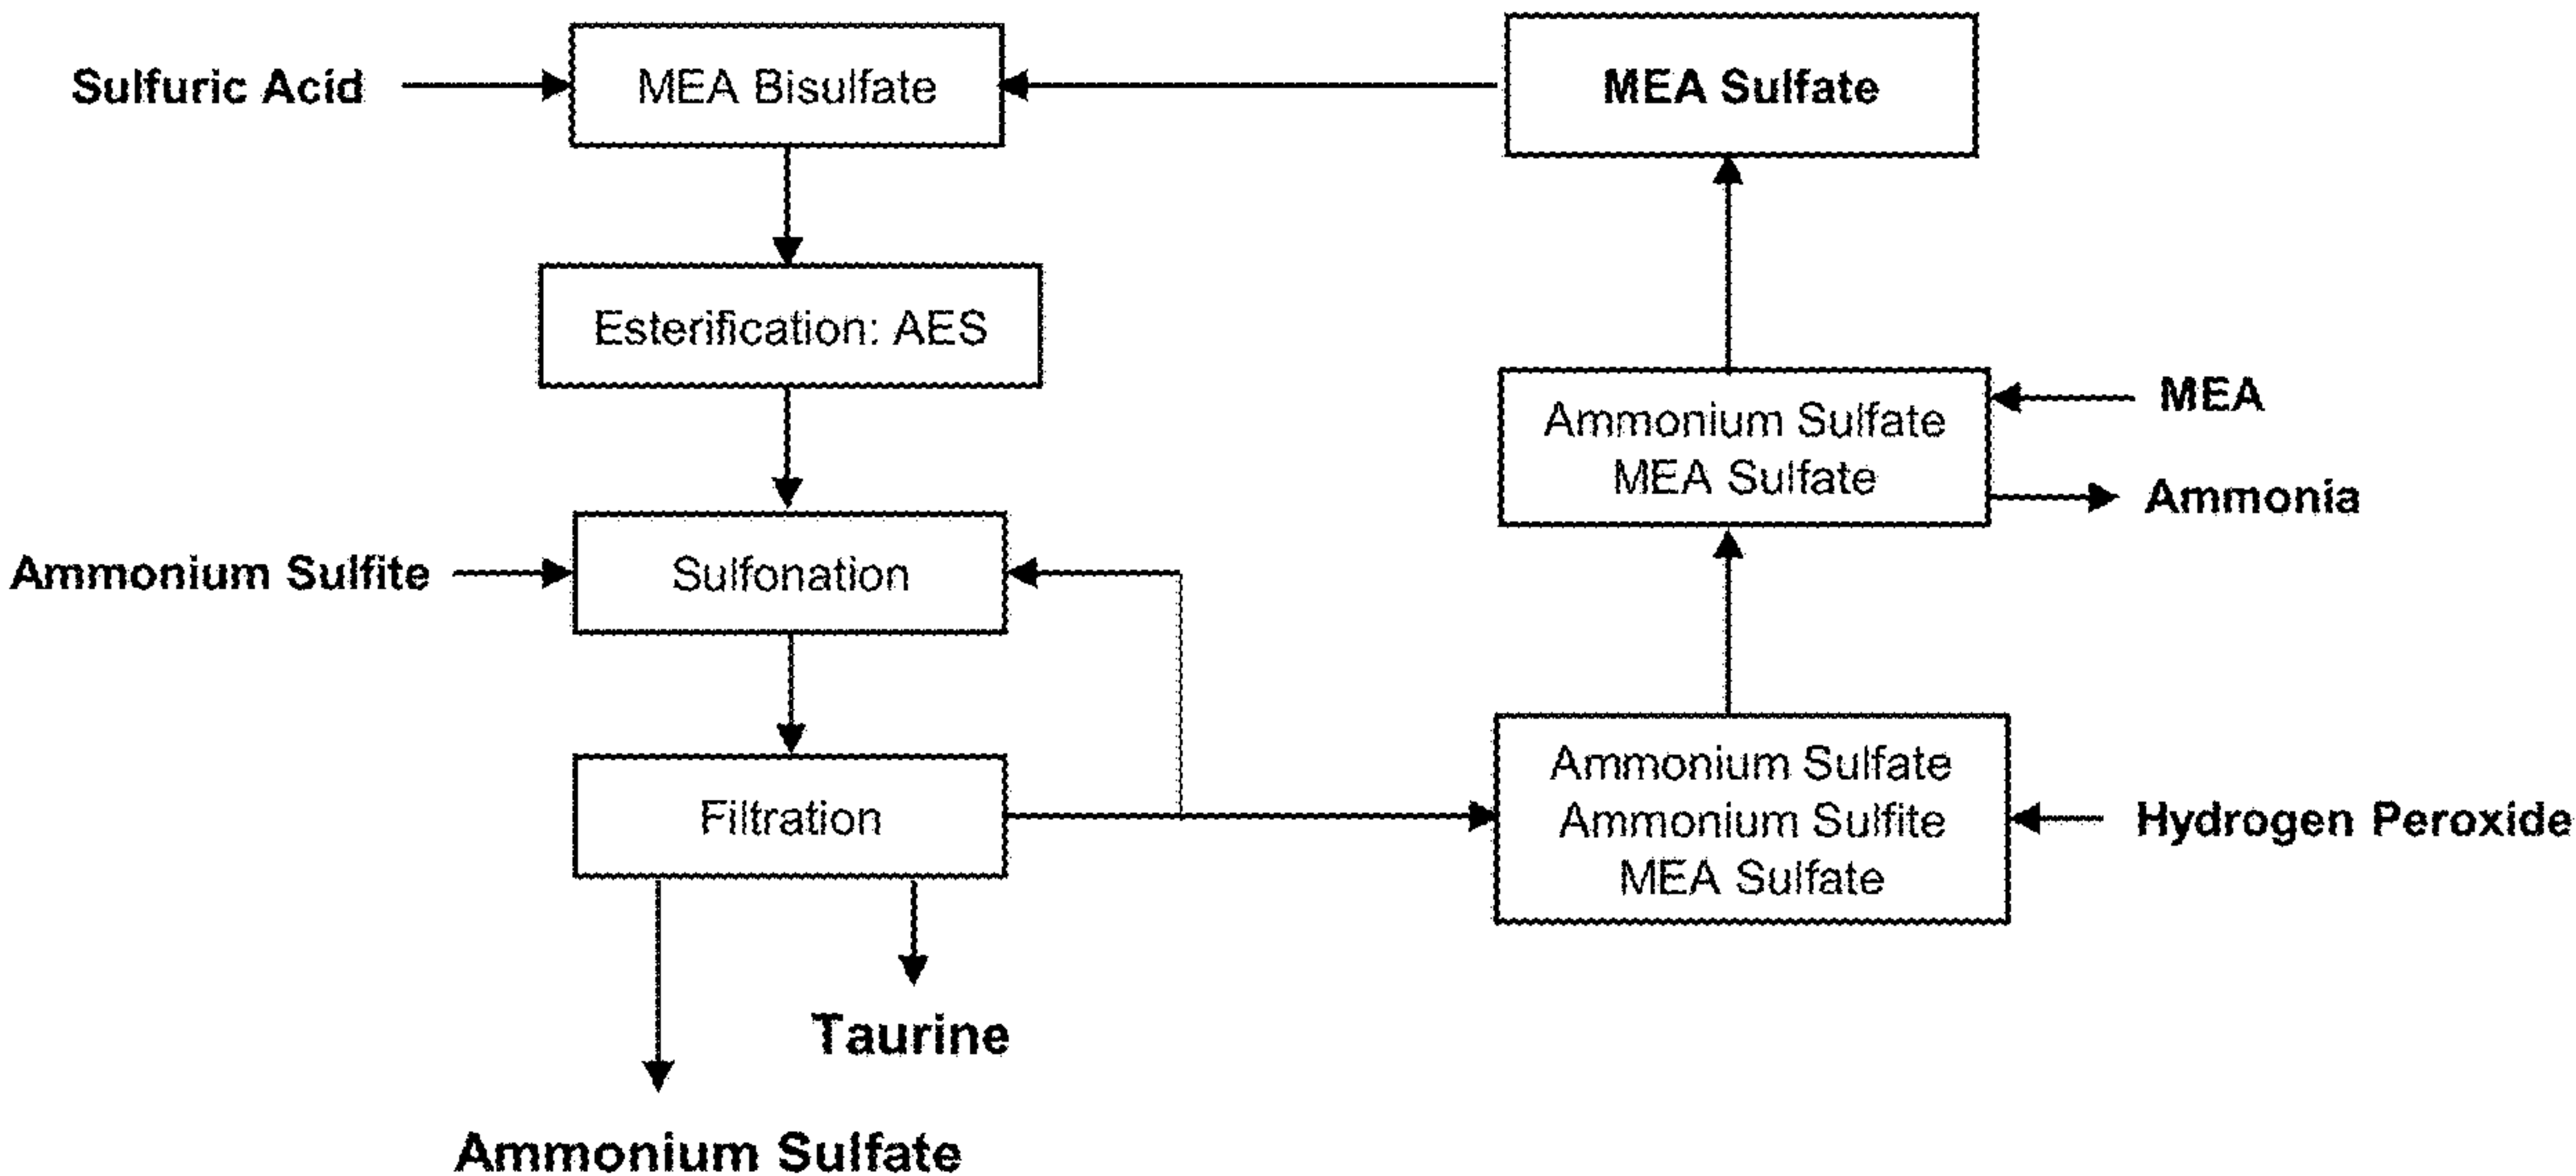 Sulfuric Acid
MEA Bisulfate
MEA Sulfate
Esterification: AES
Ammonium Sulfate
MEA Sulfate
MEA
Ammonia
Ammonium Sulfite
Sulfonation
Filtration
Ammonium Sulfate
Ammonium Sulfite
MEA Sulfate
Hydrogen Peroxide
Taurine
Ammonium Sulfate